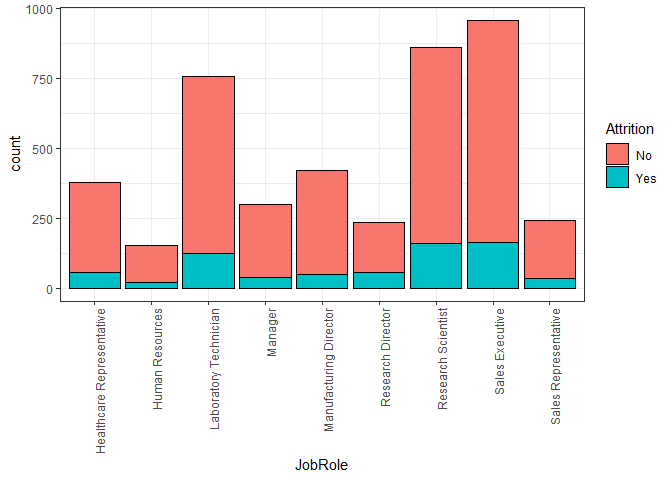 1000
750
500
250
0
count
Healthcare Representative
Human Resources
Laboratory Technician
Manager
Manufacturing Director
Research Director
Research Scientist
Sales Executive
Sales Representative
JobRole
Attrition
No
Yes